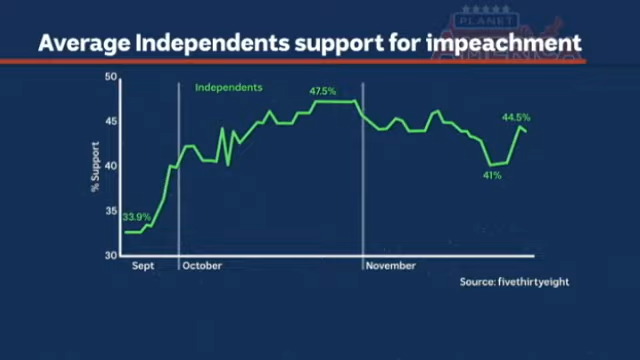 PLANET
AMERICA
Average Independents support for impeachment
50
Independents
47.5%
45
44.5%
% Support
40
41%
35
33.9%
30
Sept
October
November
Source: fivethirtyeight